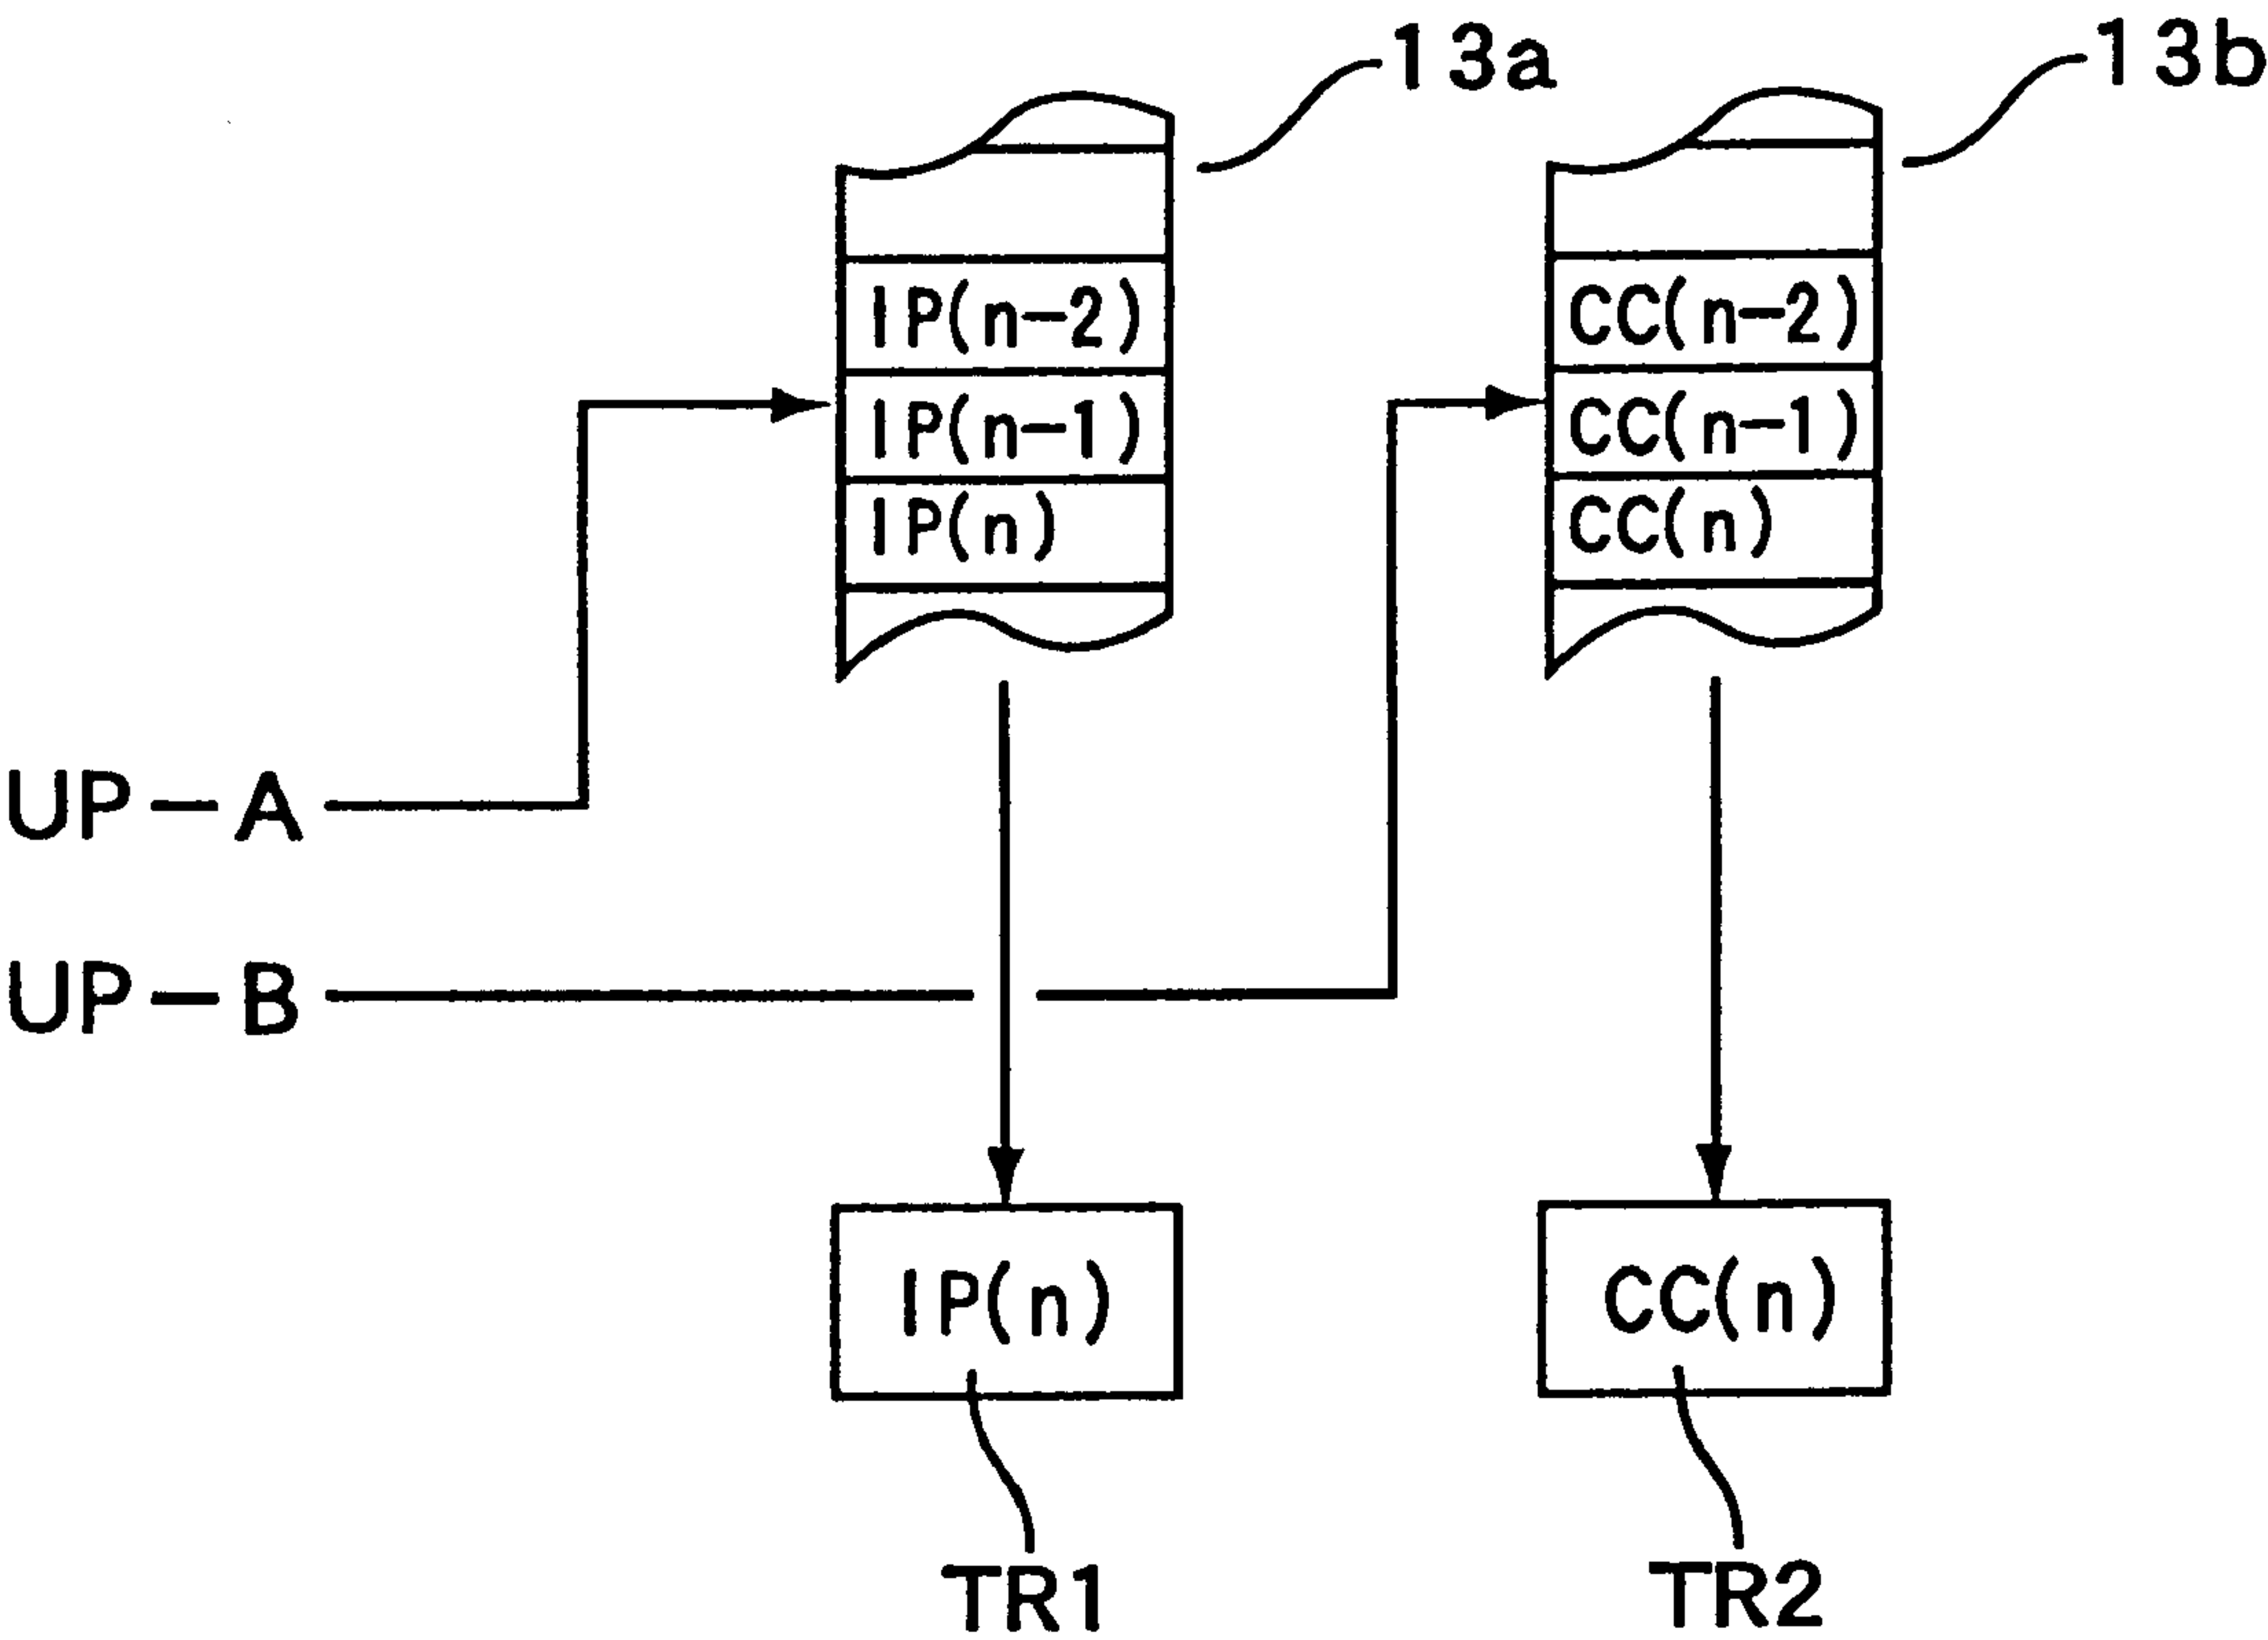 13a 13b
IP(n-2) CC(n-2)
IP(n-1) CC(n-1)
IP(n) CC(n)
UP-A
UP-B
IP(n) CC(n)
TR1 TR2